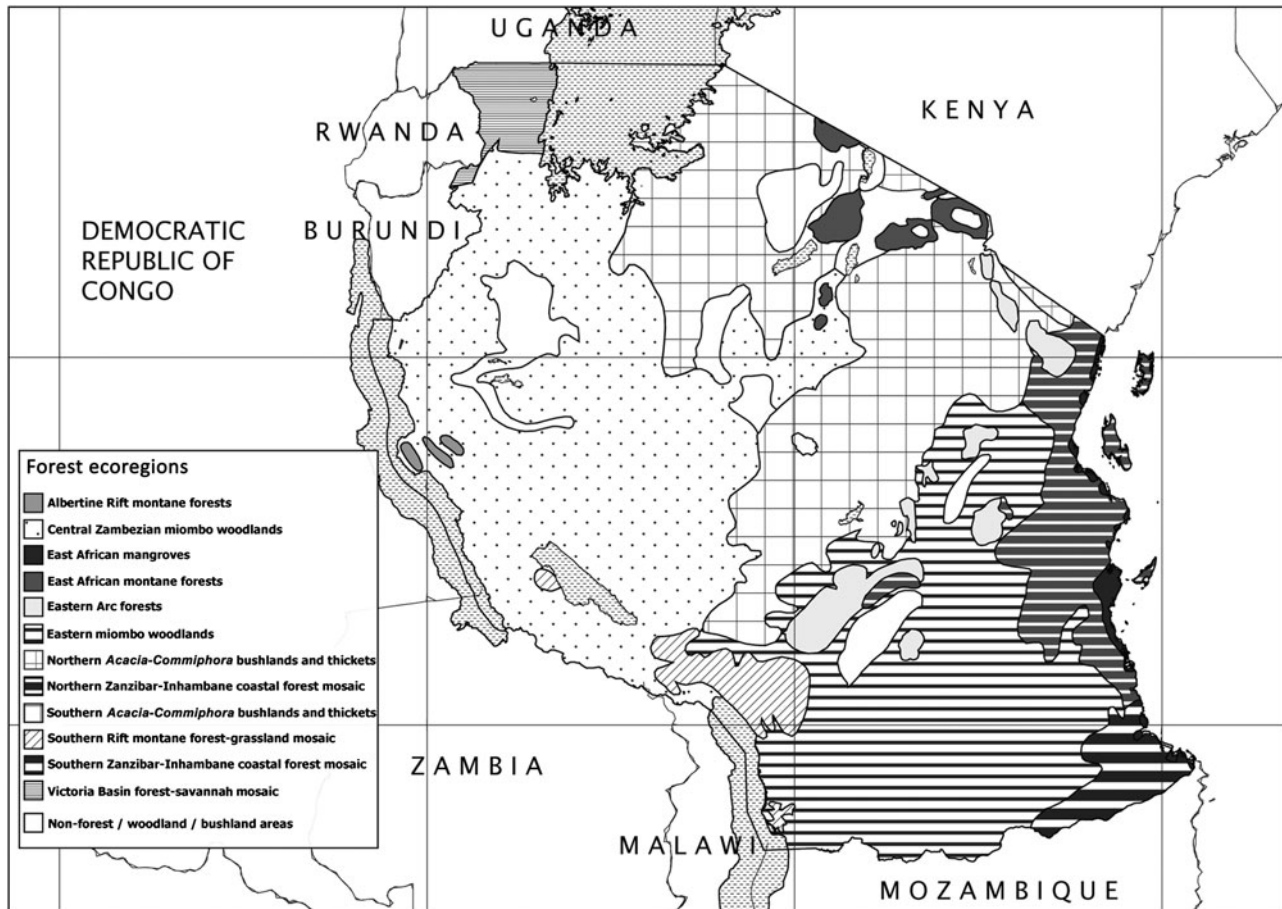 UGANDA
KENYA
RWANDA
BURUNDI
DEMOCRATIC
REPUBLIC OF
CONGO
Forest ecoregions
Albertine Rift montane forests
Central Zambezian miombo woodlands
East African mangroves
East African montane forests
Eastern Arc forests
Eastern miombo woodlands
Northern Acacia-Commiphora bushlands and thickets
Northern Zanzibar-Inhambane coastal forest mosaic
Southern Acacia-Commiphora bushlands and thickets
Southern Rift montane forest-grassland mosaic
Southern Zanzibar-Inhambane coastal forest mosaic
Victoria Basin forest-savannah mosaic
Non-forest / woodland / bushland areas
ZAMBIA
MALAWI
MOZAMBIQUE